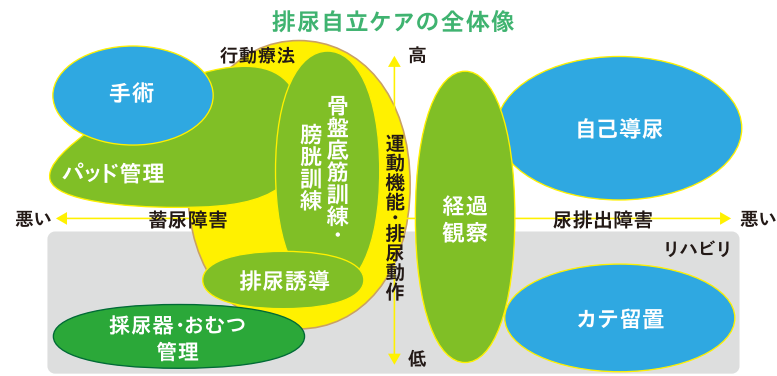 排尿自立ケアの全体像
行動療法
高
手術
パッド管理
骨盤底筋訓練・
膀胱訓練
運動機能・排尿動作
経過
観察
自己導尿
悪い
蓄尿障害
尿排出障害
悪い
リハビリ
排尿誘導
採尿器・おむつ
管理
カテ留置
低